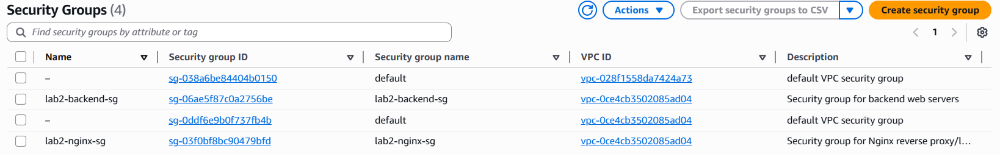 Security Groups (4)
Actions
Export security groups to CSV
Create security group
Find security groups by attribute or tag
1
Name Security group ID Security group name VPC ID Description
– sg-038a6be84404b0150 default vpc-028f1558da7424a73 default VPC security group
lab2-backend-sg sg-06ae5f87c0a2756be lab2-backend-sg vpc-0ce4cb3502085ad04 Security group for backend web servers
– sg-0ddf6e9b0f737fb4b default vpc-0ce4cb3502085ad04 default VPC security group
lab2-nginx-sg sg-03f0bf8bc90479bfd lab2-nginx-sg vpc-0ce4cb3502085ad04 Security group for Nginx reverse proxy/l...